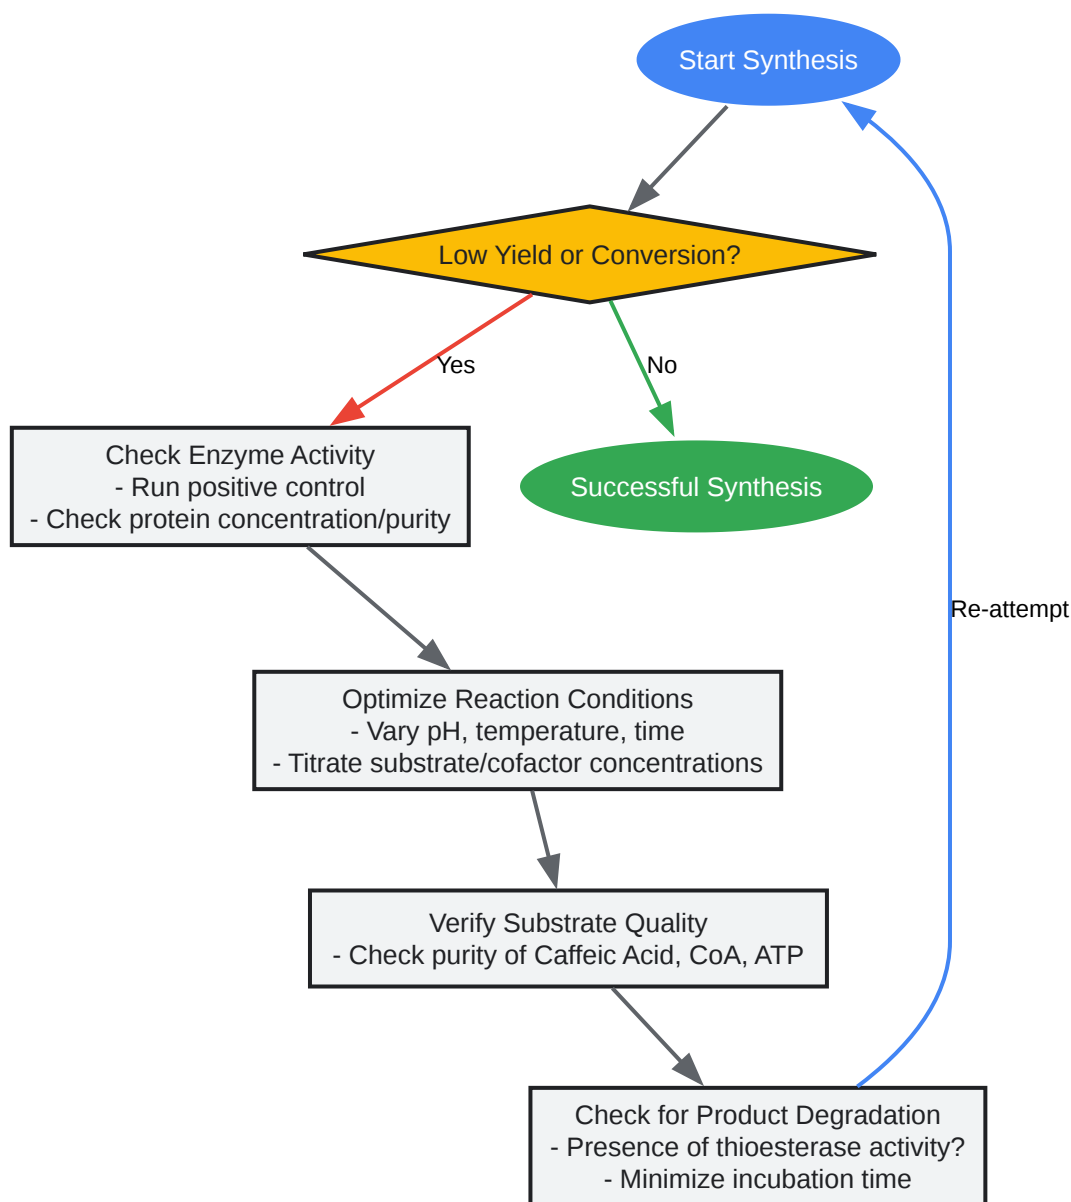 Start Synthesis
Low Yield or Conversion?
Yes
No
Check Enzyme Activity
- Run positive control
- Check protein concentration/purity
Successful Synthesis
Re-attempt
Optimize Reaction Conditions
- Vary pH, temperature, time
- Titrate substrate/cofactor concentrations
Verify Substrate Quality
- Check purity of Caffeic Acid, CoA, ATP
Check for Product Degradation
- Presence of thioesterase activity?
- Minimize incubation time